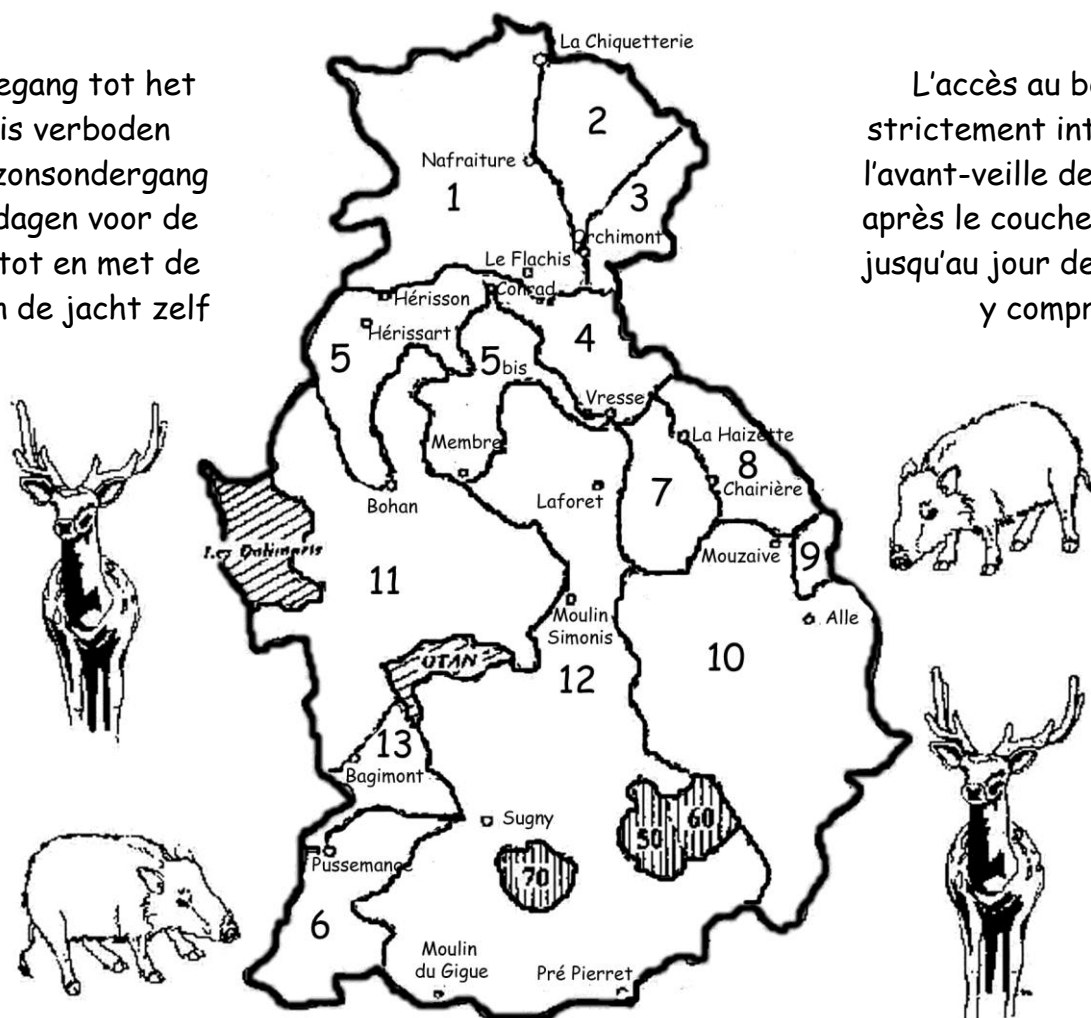 egang tot het
is verboden
zonsondergang
dagen voor de
tot en met de
de jacht zelf
L'accès au b
strictement int
l'avant-veille de
après le couche
jusqu'au jour de
y compr
La Chiquetterie
2
Nafraiture
1
3
Orchimont
Le Flachis
Conrad
Hérisson
Hérissart
4
5
5 bis
Vresse
La Haizette
Membre
8
Chairière
7
Bohan
Laforet
Mouzaive
9
11
Moulin
Simonis
Alle
UTAN
10
12
13
Bagimont
60
50
Sugny
70
Pussemange
6
Moulin
du Gigue
Pré Pierret